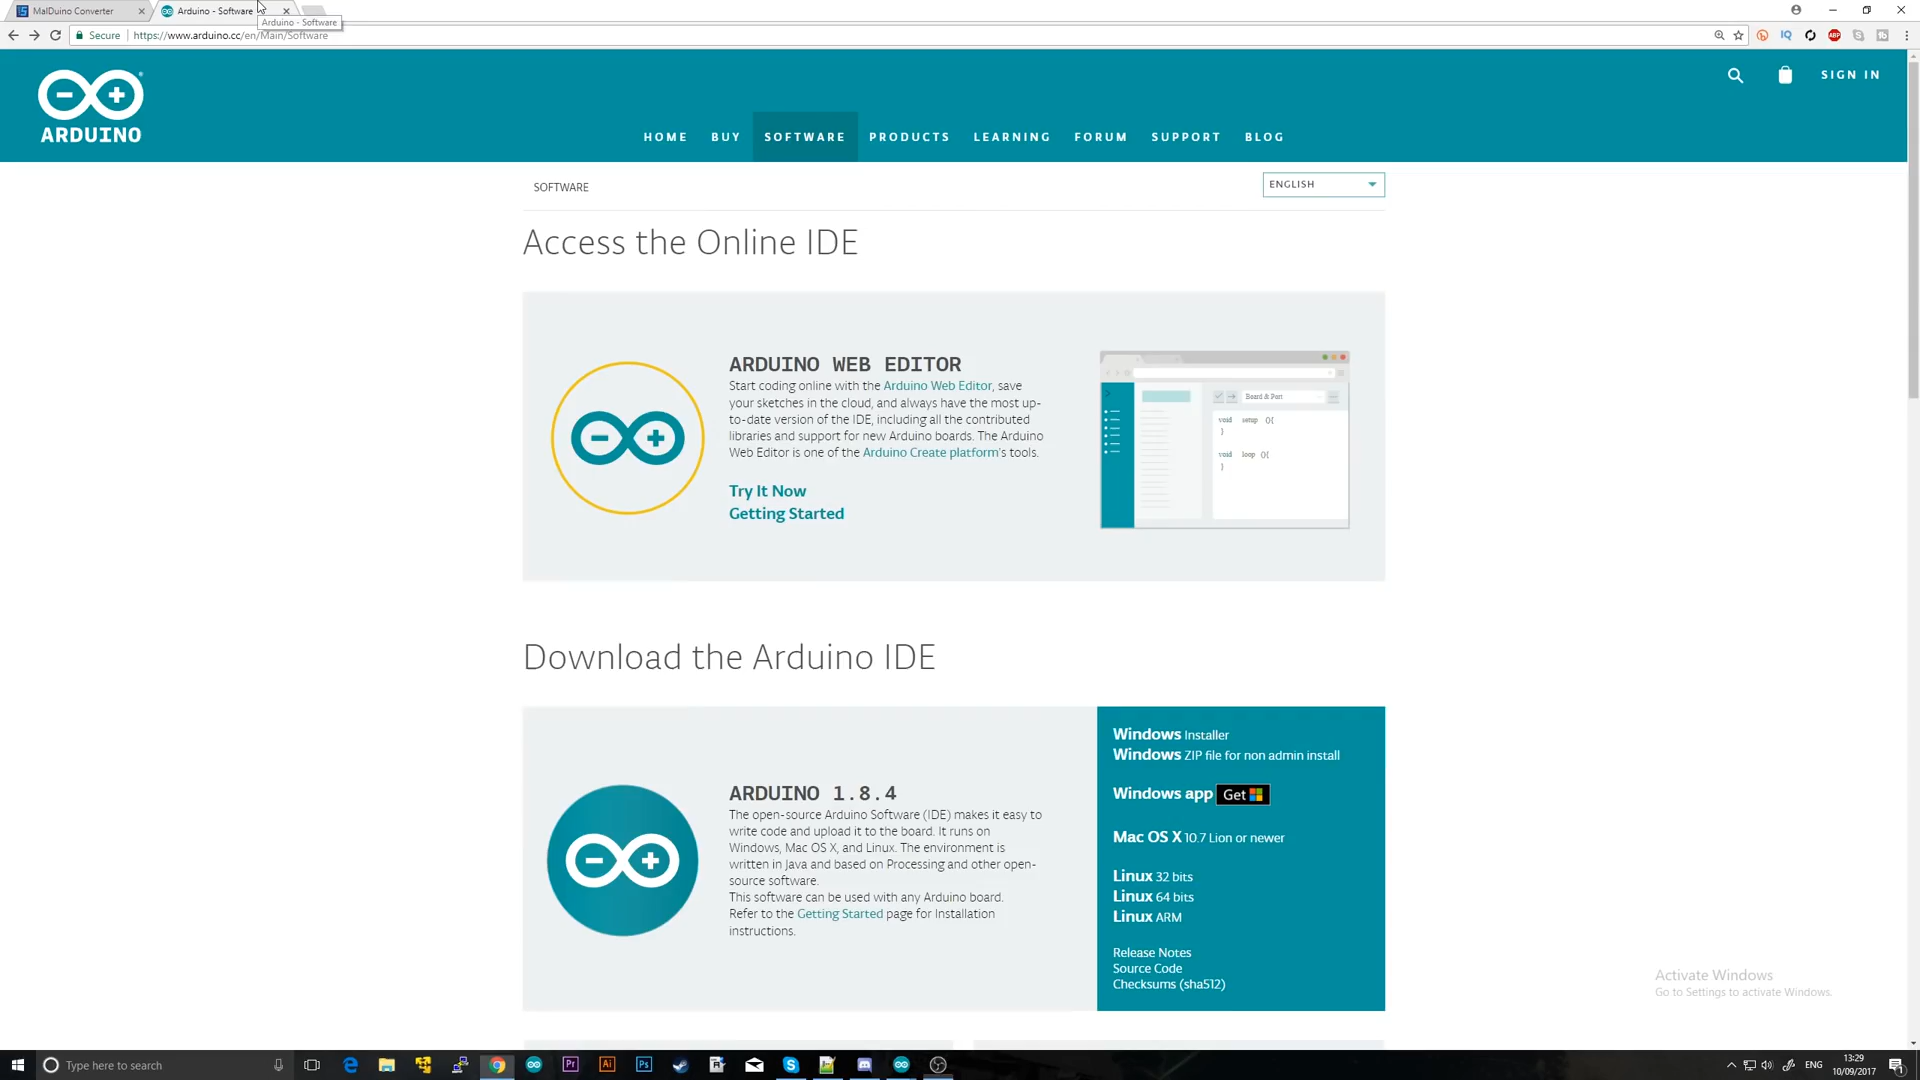 MalDuino Converter
Arduino - Software
Arduino - Software
Secure
https://www.arduino.cc/en/Main/Software
ARDUINO
SIGN IN
HOME BUY SOFTWARE PRODUCTS LEARNING FORUM SUPPORT BLOG
SOFTWARE
ENGLISH
Access the Online IDE
ARDUINO WEB EDITOR
Start coding online with the Arduino Web Editor, save
your sketches in the cloud, and always have the most up-
to-date version of the IDE, including all the contributed
libraries and support for new Arduino boards. The Arduino
Web Editor is one of the Arduino Create platform's tools.
Try It Now
Getting Started
Board & Port
void setup (){
}
void loop (){
}
Download the Arduino IDE
ARDUINO 1.8.4
The open-source Arduino Software (IDE) makes it easy to
write code and upload it to the board. It runs on
Windows, Mac OS X, and Linux. The environment is
written in Java and based on Processing and other open-
source software.
This software can be used with any Arduino board.
Refer to the Getting Started page for Installation
instructions.
Windows Installer
Windows ZIP file for non admin install
Windows app Get
Mac OS X 10.7 Lion or newer
Linux 32 bits
Linux 64 bits
Linux ARM
Release Notes
Source Code
Checksums (sha512)
Activate Windows
Go to Settings to activate Windows.
Type here to search
Pr
Ai
Ps
ENG
13:29
10/09/2017